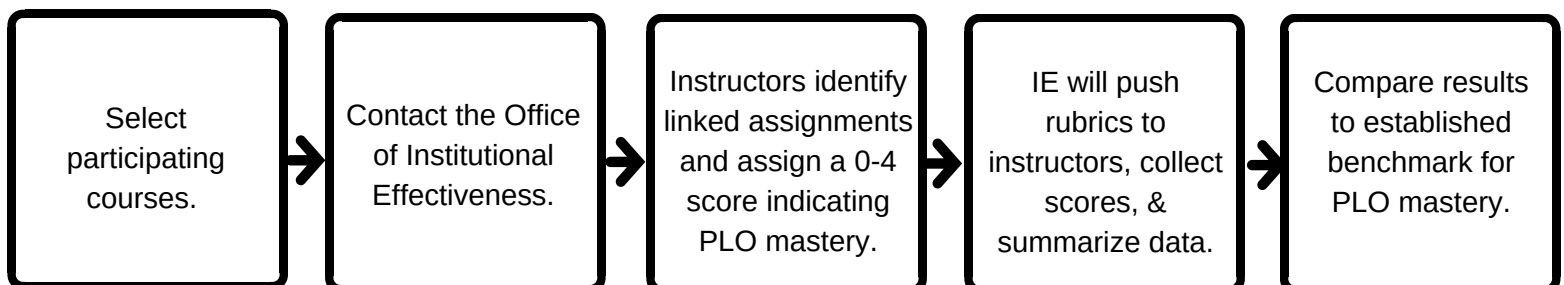 Select
participating
courses.
Contact the Office
of Institutional
Effectiveness.
Instructors identify
linked assignments
and assign a 0-4
score indicating
PLO mastery.
IE will push
rubrics to
instructors, collect
scores, &
summarize data.
Compare results
to established
benchmark for
PLO mastery.